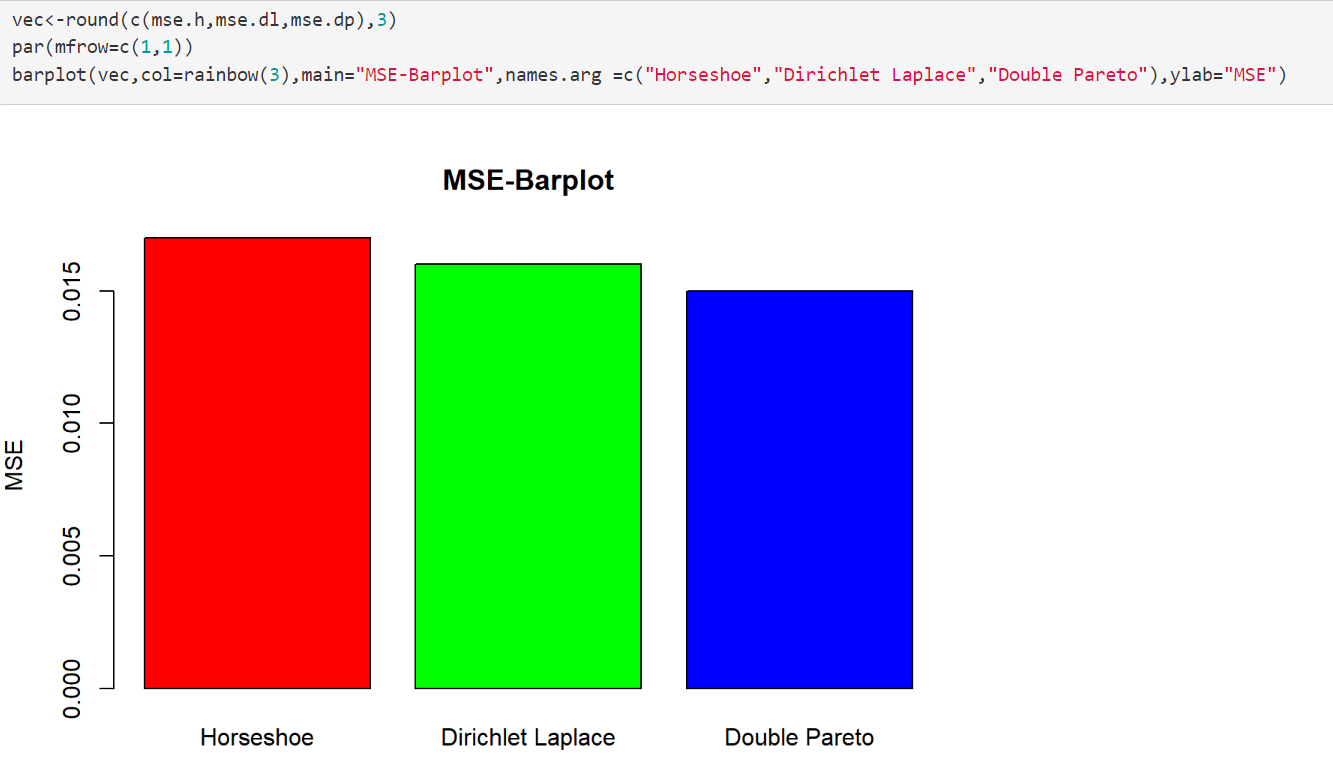 vec<-round(c(mse.h,mse.dl,mse.dp),3)
par(mfrow=c(1,1))
barplot(vec,col=rainbow(3),main="MSE-Barplot",names.arg =c("Horseshoe","Dirichlet Laplace","Double Pareto"),ylab="MSE")
MSE-Barplot
0.015
0.010
0.005
0.000
MSE
Horseshoe Dirichlet Laplace Double Pareto